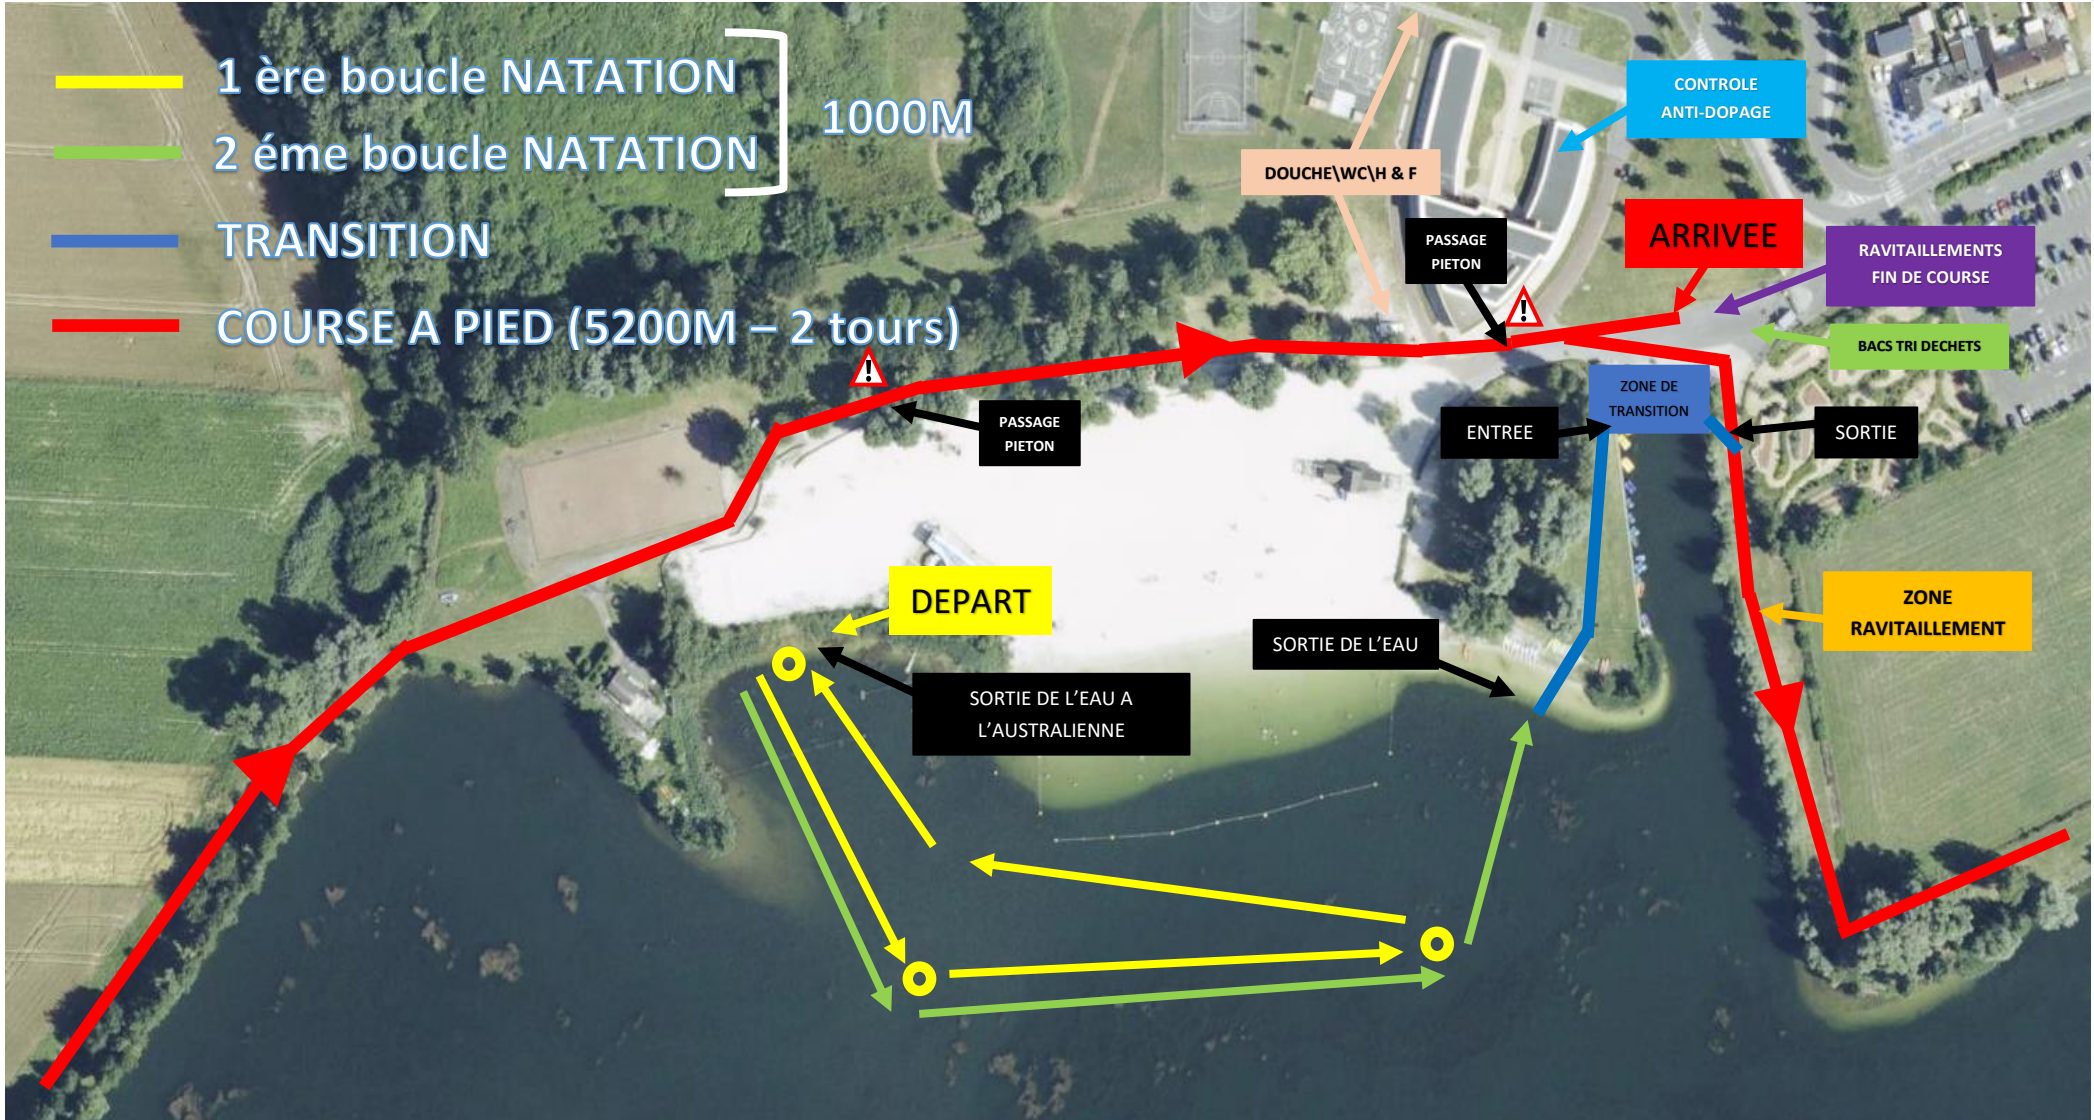 1 ère boucle NATATION
2 éme boucle NATATION
1000M
TRANSITION
COURSE A PIED (5200M – 2 tours)
CONTROLE
ANTI-DOPAGE
DOUCHE\WC\H & F
PASSAGE
PIETON
ARRIVEE
RAVITAILLEMENTS
FIN DE COURSE
BACS TRI DECHETS
ZONE DE
TRANSITION
PASSAGE
PIETON
ENTREE
SORTIE
DEPART
ZONE
RAVITAILLEMENT
SORTIE DE L'EAU
SORTIE DE L'EAU A
L'AUSTRALIENNE